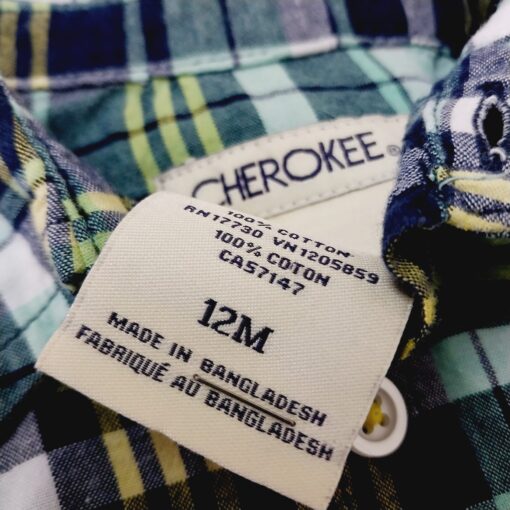 CHEROKEE®
100% COTTON
RN17730 VN1205859
100% COTON
CA57147
12M
MADE IN BANGLADESH
FABRIQUÉ AU BANGLADESH